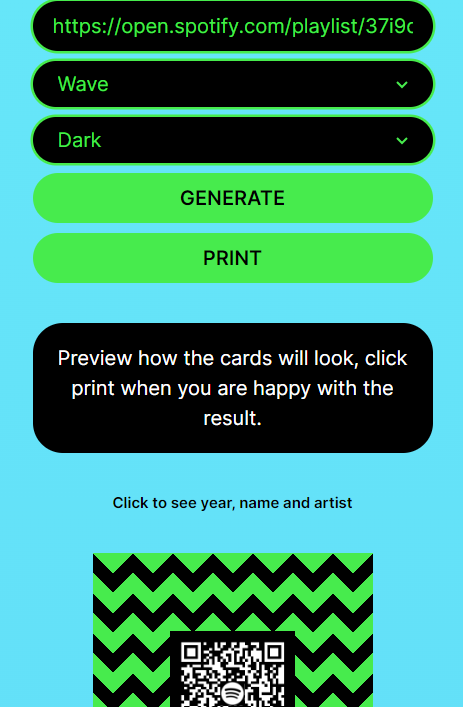 https://open.spotify.com/playlist/37i9
Wave
Dark
GENERATE
PRINT
Preview how the cards will look, click
print when you are happy with the
result.
Click to see year, name and artist